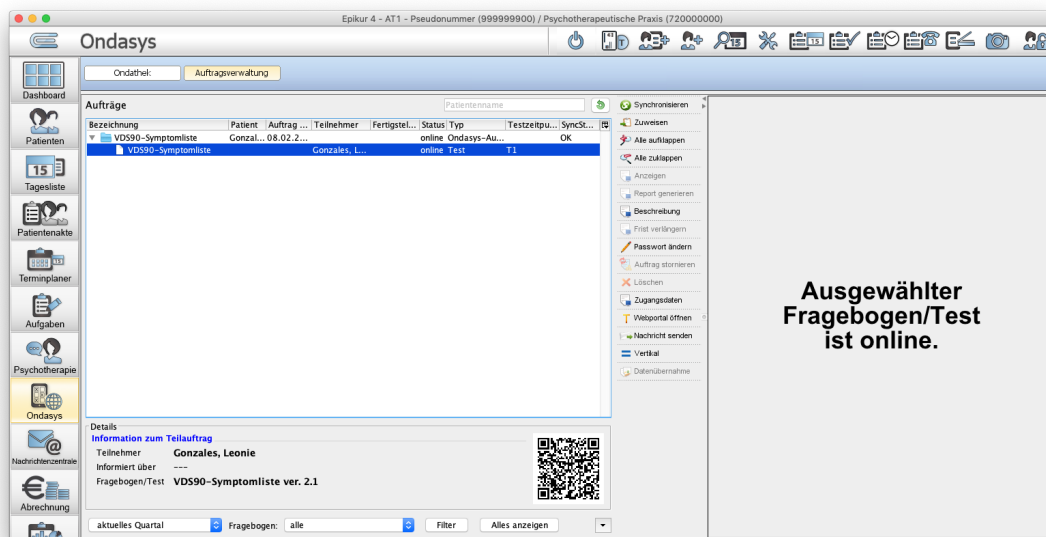 Epikur 4 - AT1 - Pseudonummer (999999900) / Psychotherapeutische Praxis (720000000)
Ondasys
15
T
15
15
Dashboard
Patienten
15
Tagesliste
Patientenakte
Terminplaner
Aufgaben
Psychotherapie
Ondasys
Nachrichtenzentrale
Abrechnung
Ondathek
Auftragsverwaltung
Aufträge
Patientenname
Bezeichnung Patient Auftrag ... Teilnehmer Fertigstel... Status Typ Testzeitpu... SyncSt...
VDS90-Symptomliste Gonzal... 08.02.2... online Ondasys-Au... OK
VDS90-Symptomliste Gonzales, L... online Test T1
Synchronisieren
Zuweisen
Alle aufklappen
Alle zuklappen
Anzeigen
Report generieren
Beschreibung
Frist verlängern
Passwort ändern
Auftrag stornieren
Löschen
Zugangsdaten
Webportal öffnen
Nachricht senden
Vertikal
Datenübernahme
Ausgewählter
Fragebogen/Test
ist online.
Details
Information zum Teilauftrag
Teilnehmer Gonzales, Leonie
Informiert über ---
Fragebogen/Test VDS90-Symptomliste ver. 2.1
aktuelles Quartal Fragebogen: alle Filter Alles anzeigen